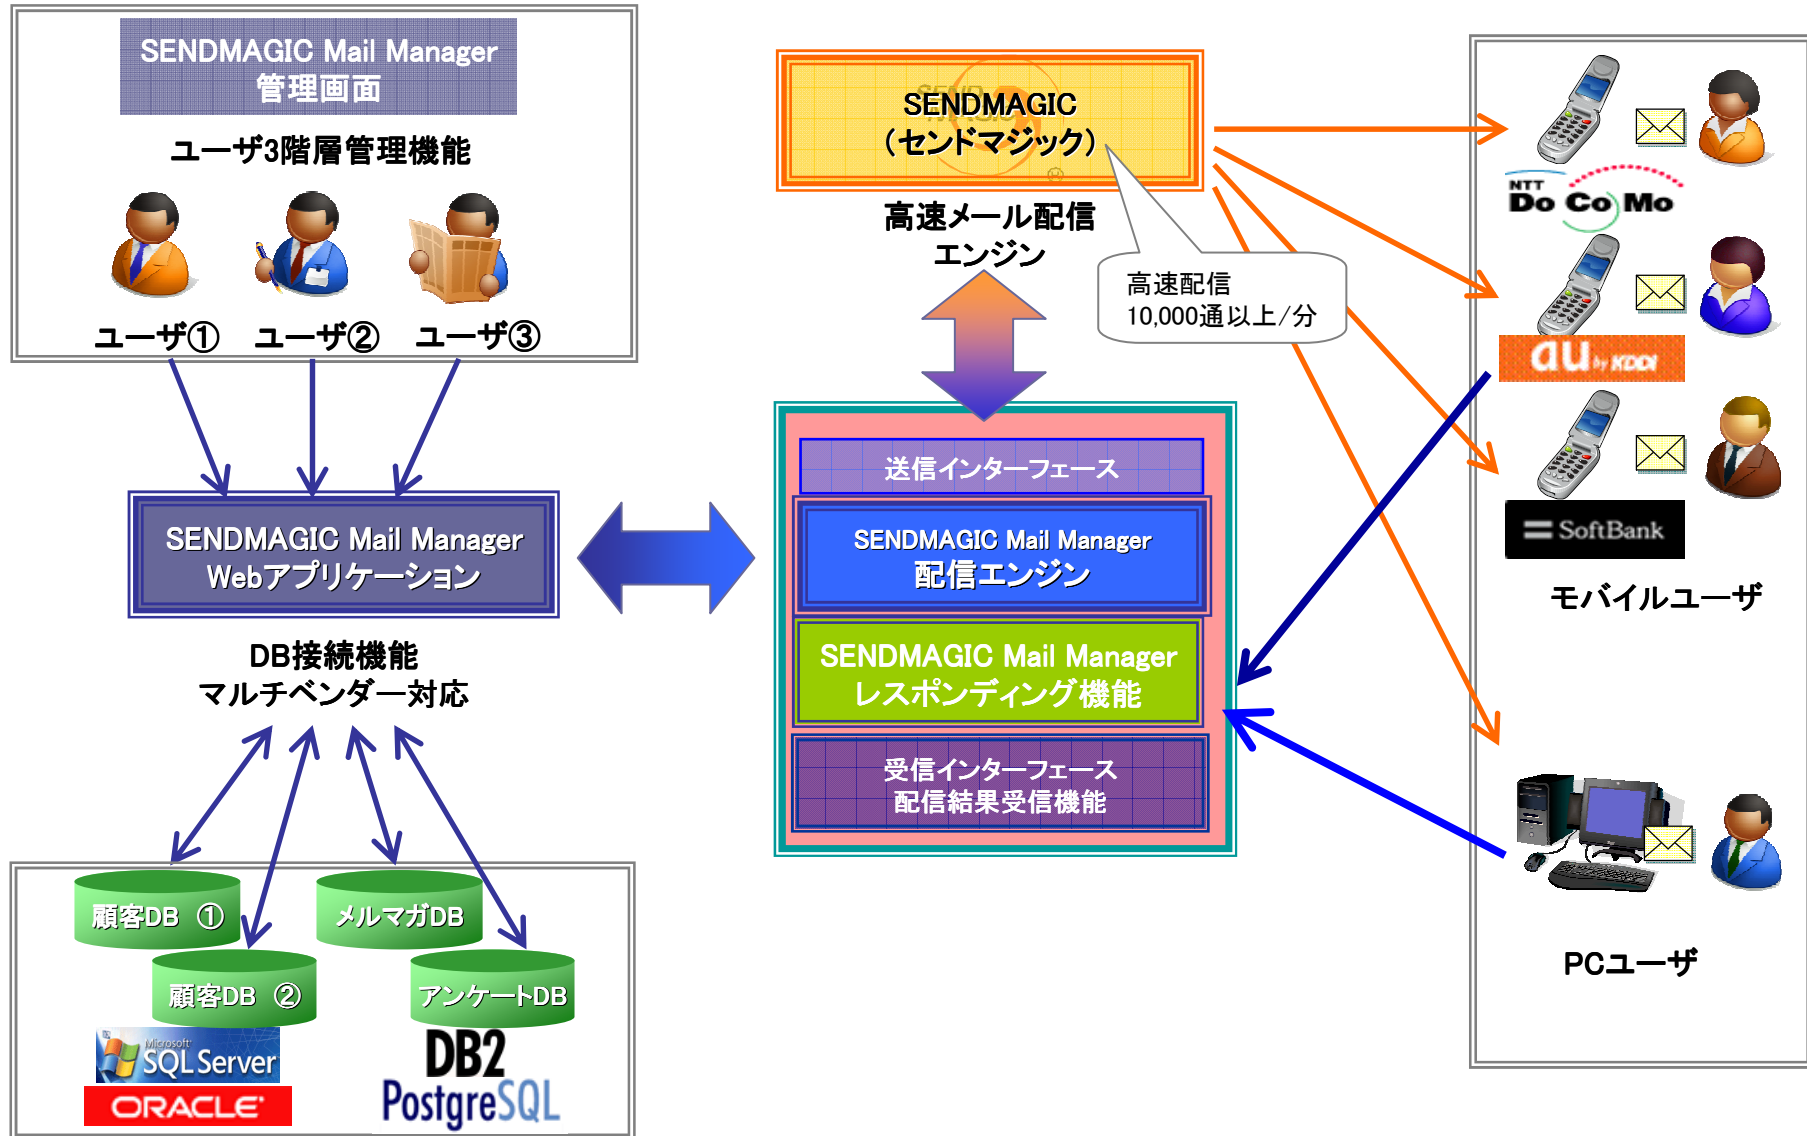 SENDMAGIC Mail Manager
管理画面
ユーザ3階層管理機能
ユーザ①
ユーザ②
ユーザ③
SENDMAGIC Mail Manager
Webアプリケーション
DB接続機能
マルチベンダー対応
顧客DB ①
メルマガDB
顧客DB ②
アンケートDB
Microsoft
SQL Server
ORACLE
DB2
PostgreSQL
SEND
MAGIC
SENDMAGIC
（センドマジック）
高速メール配信
エンジン
高速配信
10,000通以上/分
送信インターフェース
SENDMAGIC Mail Manager
配信エンジン
SENDMAGIC Mail Manager
レスポンディング機能
受信インターフェース
配信結果受信機能
NTT
DoCoMo
au by KDDI
SoftBank
モバイルユーザ
PCユーザ